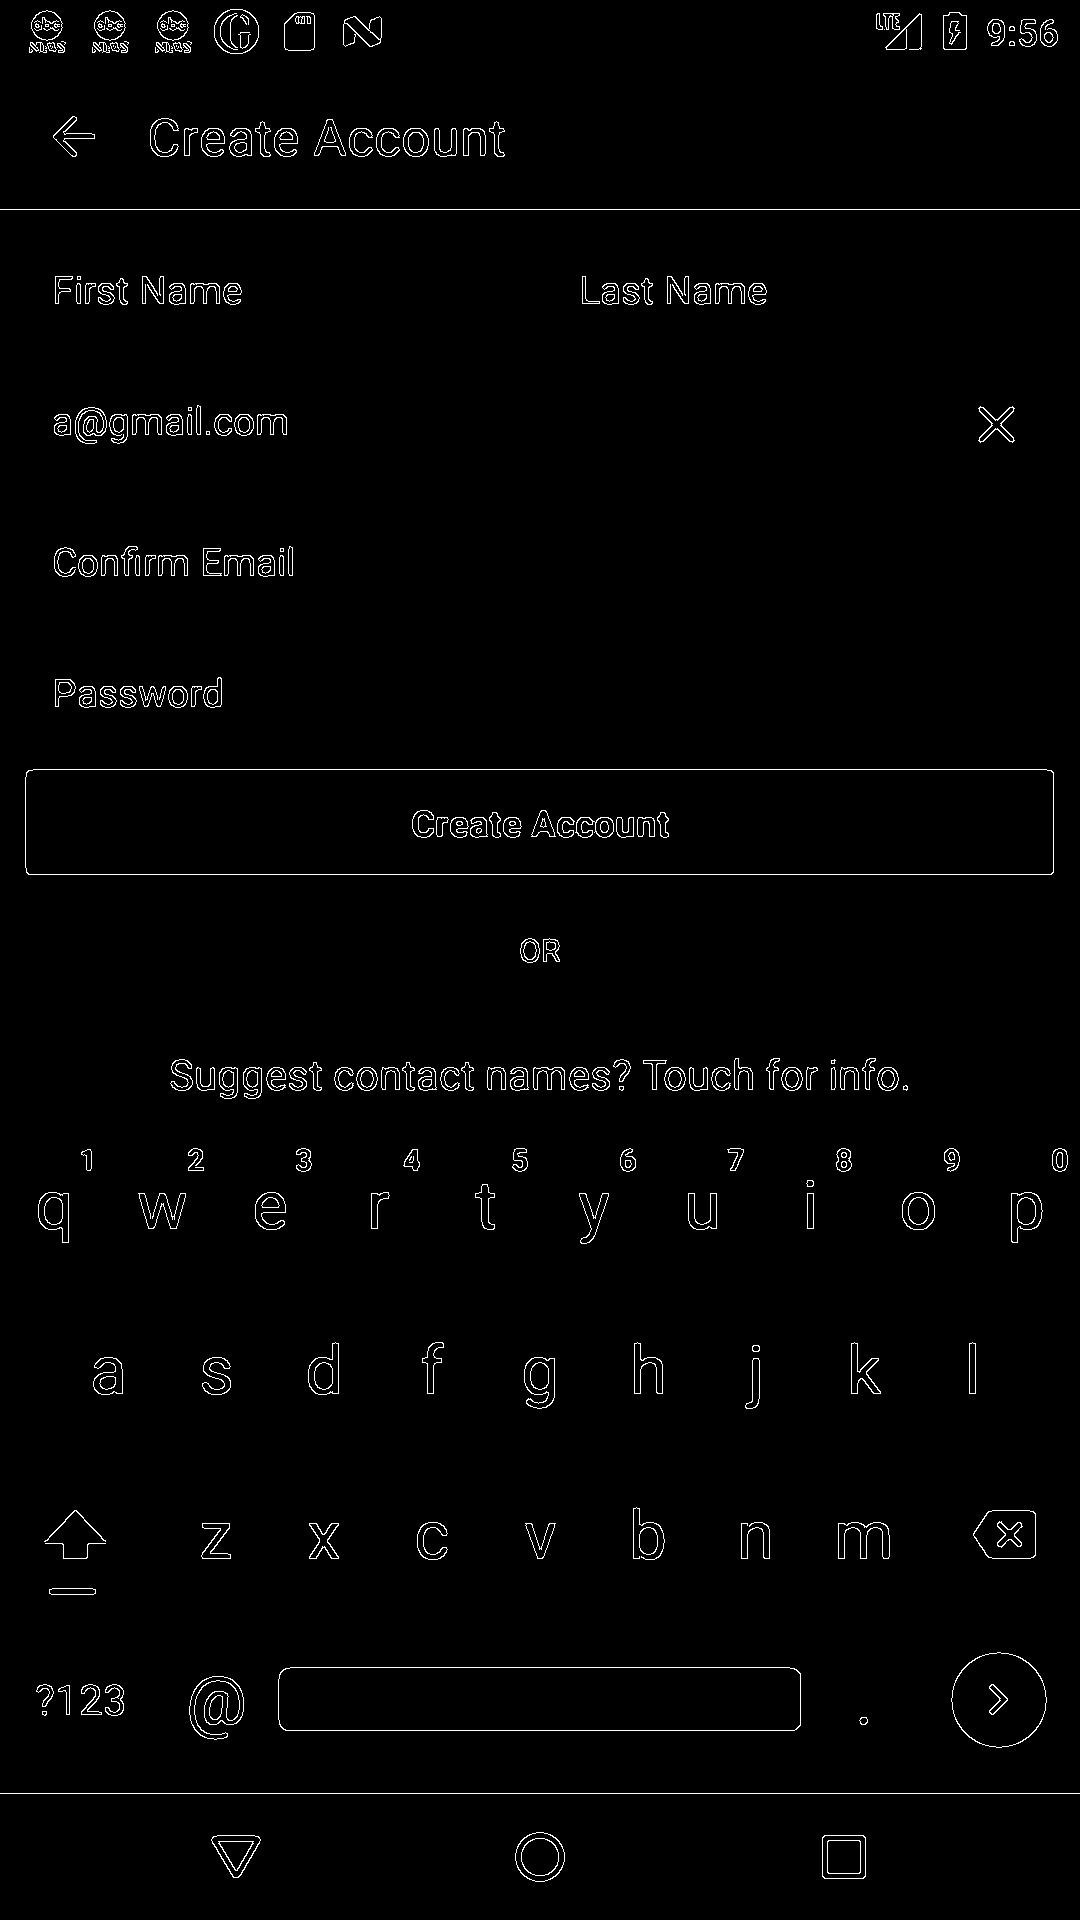 abc NEWS abc NEWS abc NEWS G N LTE 9:56
Create Account
First Name Last Name
a@gmail.com
Confirm Email
Password
Create Account
OR
Suggest contact names? Touch for info.
1 2 3 4 5 6 7 8 9 0
q w e r t y u i o p
a s d f g h j k l
z x c v b n m
?123 @ .